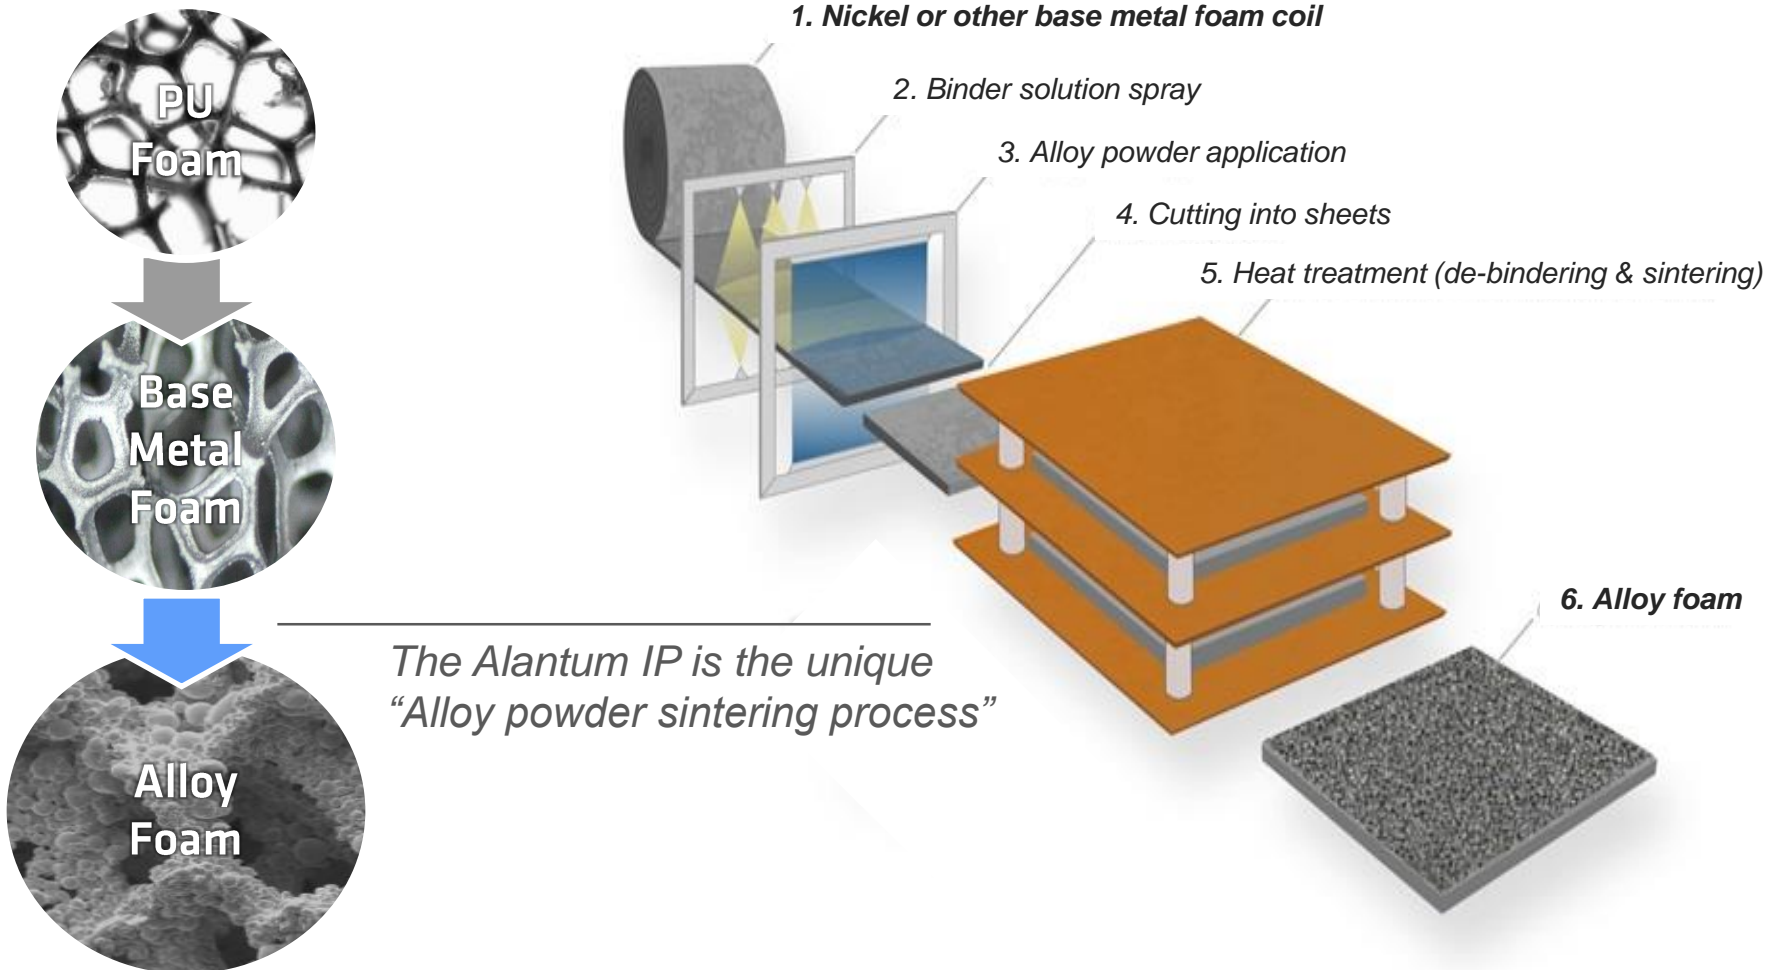 PU
Foam
Base
Metal
Foam
Alloy
Foam
1. Nickel or other base metal foam coil
2. Binder solution spray
3. Alloy powder application
4. Cutting into sheets
5. Heat treatment (de-bindering & sintering)
6. Alloy foam
The Alantum IP is the unique
“Alloy powder sintering process”